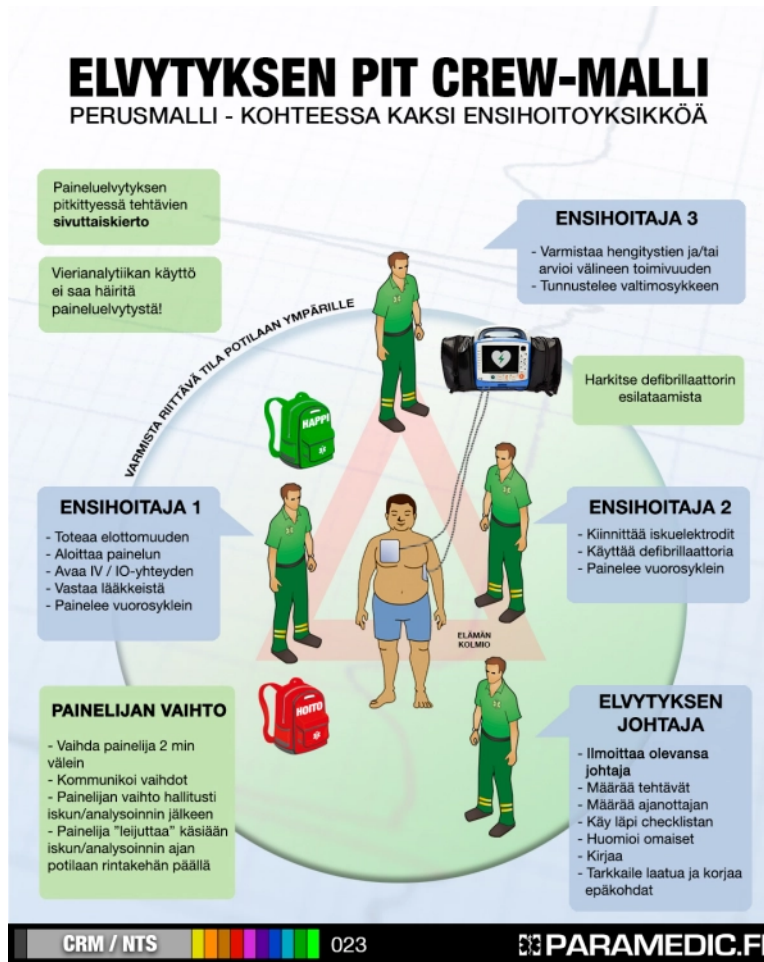 ELVYTYKSEN PIT CREW-MALLI
PERUSMALLI - KOHTEESSA KAKSI ENSIHOITOYKSIKKÖÄ
Paineluelvytyksen
pitkittyessä tehtävien
sivuttaiskierto
Vierianalytiikan käyttö
ei saa häiritä
paineluelvytystä!
ENSIHOITAJA 3
- Varmistaa hengitystien ja/tai
arvioi välineen toimivuuden
- Tunnustelee valtimosykkeen
VARMISTA RIITTÄVÄ TILA POTILAAN YMPÄRILLE
Harkitse defibrillaattorin
esilataamista
HAPPI
ENSIHOITAJA 1
- Toteaa elottomuuden
- Aloittaa painelun
- Avaa IV / IO-yhteyden
- Vastaa lääkkeistä
- Painelee vuorosyklein
ENSIHOITAJA 2
- Kiinnittää iskuelektrodit
- Käyttää defibrillaattoria
- Painelee vuorosyklein
ELÄMÄN
KOLMIO
HOITO
PAINELIJAN VAIHTO
- Vaihda painelija 2 min
välein
- Kommunikoi vaihdot
- Painelijan vaihto hallitusti
iskun/analysoinnin jälkeen
- Painelija ”leijuttaa” käsiään
iskun/analysoinnin ajan
potilaan rintakehän päällä
ELVYTYKSEN
JOHTAJA
- Ilmoittaa olevansa
johtaja
- Määrää tehtävät
- Määrää ajanottajan
- Käy läpi checklistan
- Huomioi omaiset
- Kirjaa
- Tarkkaile laatua ja korjaa
epäkohdat
CRM / NTS
023
PARAMEDIC.FI